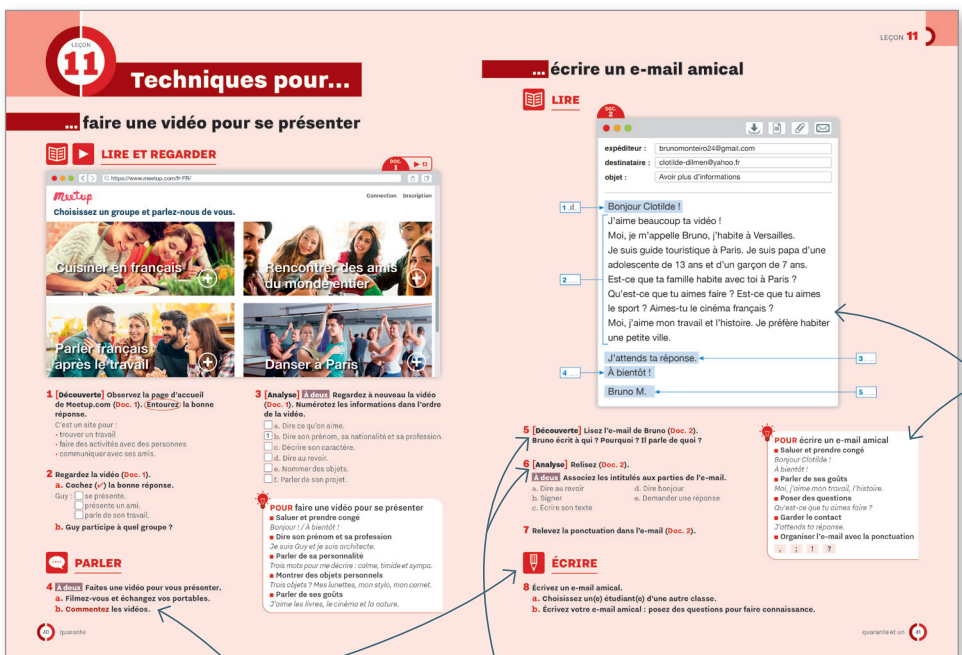 LEÇON
11
Techniques pour...
... faire une vidéo pour se présenter
LIRE ET REGARDER
DOC.
1
13
https://www.meetup.com/fr-FR/
Meetup
Connection Inscription
Choisissez un groupe et parlez-nous de vous.
Cuisiner en français
Rencontrer des amis
du monde entier
Parler français
après le travail
Danser à Paris
1 [Découverte] Observez la page d'accueil
de Meetup.com (Doc. 1). Entourez la bonne
réponse.
C'est un site pour :
• trouver un travail
• faire des activités avec des personnes
• communiquer avec ses amis.
2 Regardez la vidéo (Doc. 1).
a. Cochez (✓) la bonne réponse.
Guy : se présente.
présente un ami.
parle de son travail.
b. Guy participe à quel groupe ?
PARLER
4 À deux Faites une vidéo pour vous présenter.
a. Filmez-vous et échangez vos portables.
b. Commentez les vidéos.
3 [Analyse] À deux Regardez à nouveau la vidéo
(Doc. 1). Numérotez les informations dans l'ordre
de la vidéo.
a. Dire ce qu'on aime.
1 b. Dire son prénom, sa nationalité et sa profession.
c. Décrire son caractère.
d. Dire au revoir.
e. Nommer des objets.
f. Parler de son projet.
POUR faire une vidéo pour se présenter
■ Saluer et prendre congé
Bonjour ! / À bientôt !
■ Dire son prénom et sa profession
Je suis Guy et je suis architecte.
■ Parler de sa personnalité
Trois mots pour me décrire : calme, timide et sympa.
■ Montrer des objets personnels
Trois objets ? Mes lunettes, mon stylo, mon carnet.
■ Parler de ses goûts
J'aime les livres, le cinéma et la nature.
40 quarante
LEÇON 11
... écrire un e-mail amical
LIRE
DOC.
2
expéditeur : brunomonteiro24@gmail.com
destinataire : clotilde-dilmen@yahoo.fr
objet : Avoir plus d'informations
1 .d.
Bonjour Clotilde !
J'aime beaucoup ta vidéo !
Moi, je m'appelle Bruno, j'habite à Versailles.
Je suis guide touristique à Paris. Je suis papa d'une
adolescente de 13 ans et d'un garçon de 7 ans.
2 ....
Est-ce que ta famille habite avec toi à Paris ?
Qu'est-ce que tu aimes faire ? Est-ce que tu aimes
le sport ? Aimes-tu le cinéma français ?
Moi, j'aime mon travail et l'histoire. Je préfère habiter
une petite ville.
J'attends ta réponse.
3 ....
4 ....
À bientôt !
Bruno M.
5 ....
5 [Découverte] Lisez l'e-mail de Bruno (Doc. 2).
Bruno écrit à qui ? Pourquoi ? Il parle de quoi ?
6 [Analyse] Relisez (Doc. 2).
À deux Associez les intitulés aux parties de l'e-mail.
a. Dire au revoir d. Dire bonjour
b. Signer e. Demander une réponse
c. Écrire son texte
7 Relevez la ponctuation dans l'e-mail (Doc. 2).
POUR écrire un e-mail amical
■ Saluer et prendre congé
Bonjour Clotilde !
À bientôt !
■ Parler de ses goûts
Moi, j'aime mon travail, l'histoire.
■ Poser des questions
Qu'est-ce que tu aimes faire ?
■ Garder le contact
J'attends ta réponse.
■ Organiser l'e-mail avec la ponctuation
. ; ! ?
ÉCRIRE
8 Écrivez un e-mail amical.
a. Choisissez un(e) étudiant(e) d'une autre classe.
b. Écrivez votre e-mail amical : posez des questions pour faire connaissance.
quarante et un 41